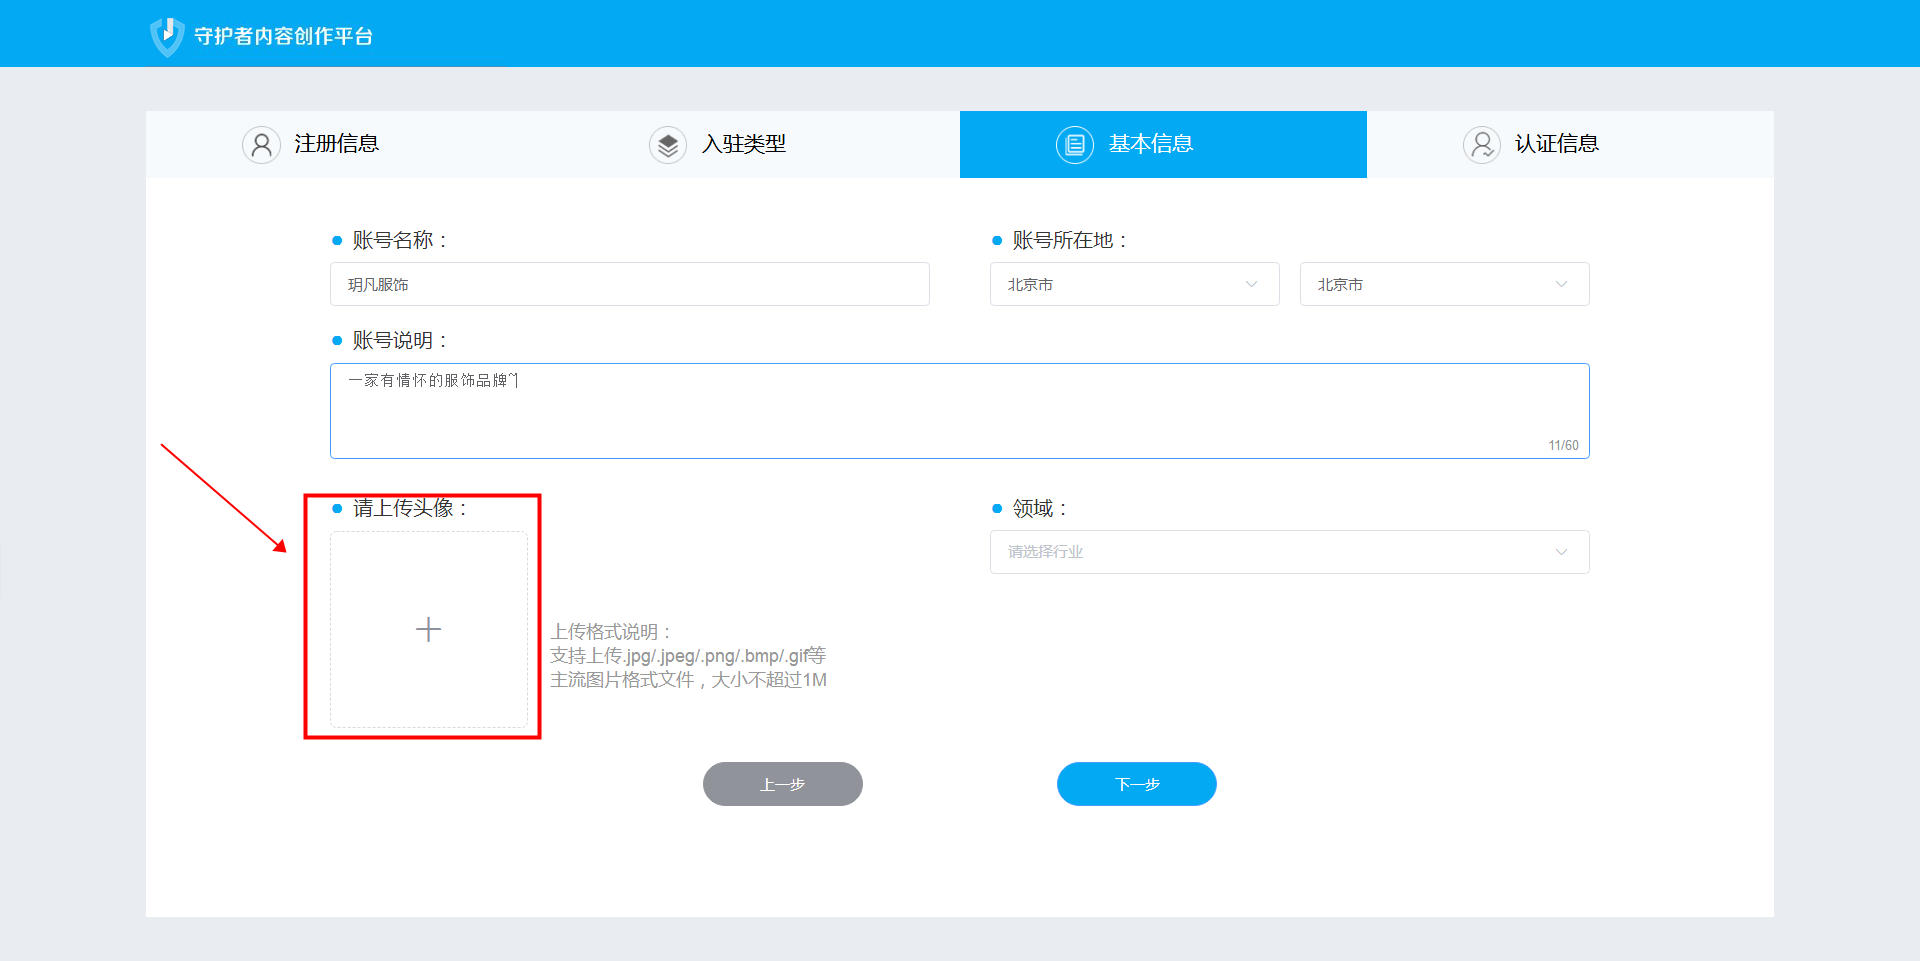 守护者内容创作平台
注册信息
入驻类型
基本信息
认证信息
账号名称：
账号所在地：
玥凡服饰
北京市
北京市
账号说明：
一家有情怀的服饰品牌~
11/60
请上传头像：
领域：
请选择行业
上传格式说明：
支持上传.jpg/.jpeg/.png/.bmp/.gif等
主流图片格式文件，大小不超过1M
上一步
下一步